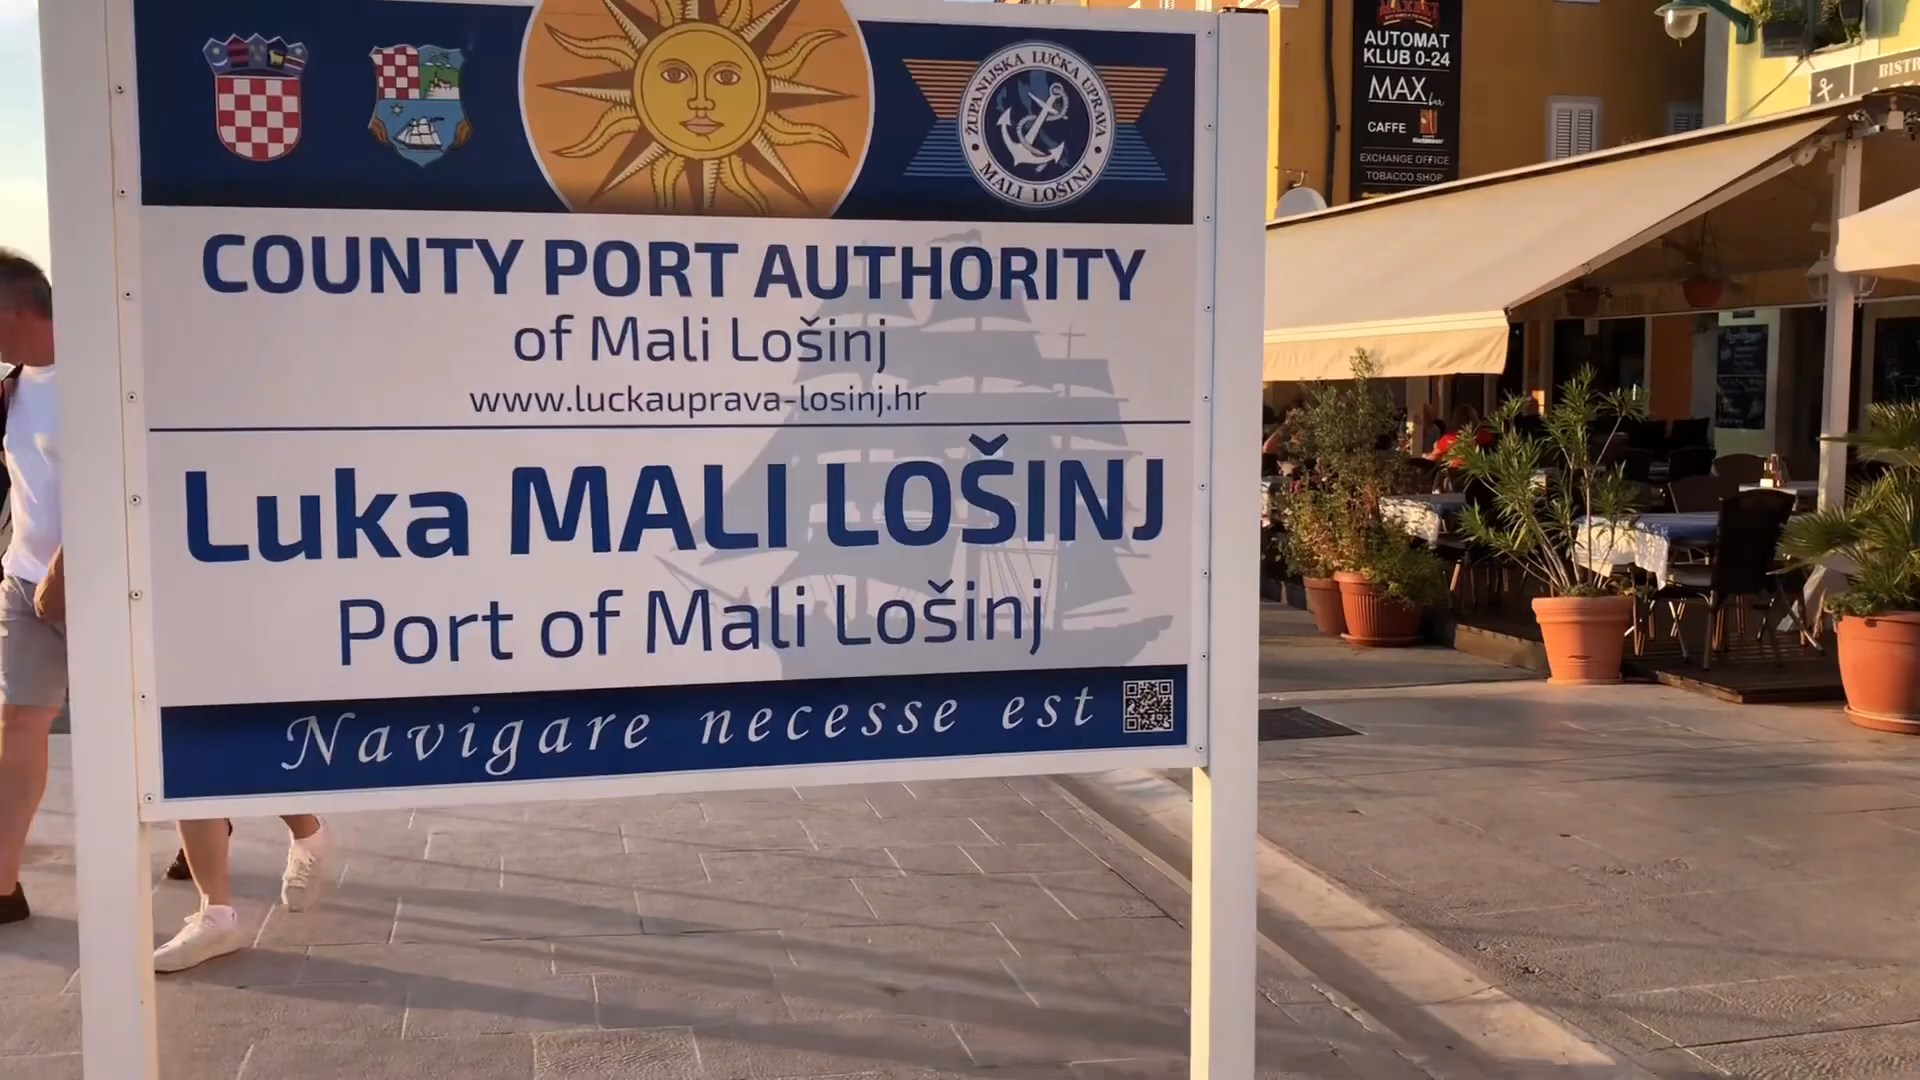 ŽUPANIJSKA LUČKA UPRAVA
MALI LOŠINJ
COUNTY PORT AUTHORITY
of Mali Lošinj
www.luckauprava-losinj.hr
Luka MALI LOŠINJ
Port of Mali Lošinj
Navigare necesse est
AUTOMAT
KLUB 0-24
MAX bar
CAFFE
EXCHANGE OFFICE
TOBACCO SHOP